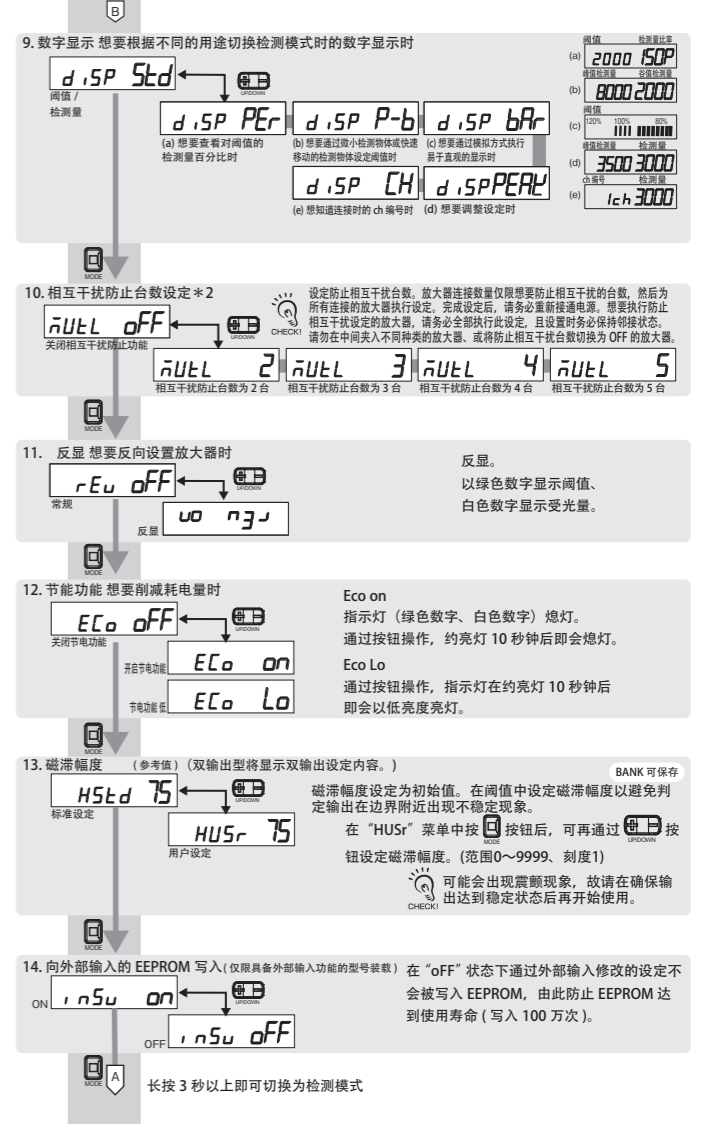 B
9. 数字显示 想要根据不同的用途切换检测模式时的数字显示时
d iSP Std
UP/DOWN
阈值 /
检测量
d iSP PEr
d iSP P-b
d iSP bAr
(a) 想要查看对阈值的
检测量百分比时
(b) 想要通过微小检测物体或快速
移动的检测物体设定阈值时
(c) 想要通过模拟方式执行
易于直观的显示时
d iSP CH
d iSP PEAK
(e) 想知道连接时的 ch 编号时
(d) 想要调整设定时
阈值 检测量比率
(a) 2000 150P
峰值检测量 谷值检测量
(b) 8000 2000
阈值
(c) 120% 100% 80%
峰值检测量 检测量
(d) 3500 3000
ch 编号 检测量
(e) 1ch 3000
MODE
10. 相互干扰防止台数设定＊2
CHECK!
设定防止相互干扰台数。放大器连接数量仅限想要防止相互干扰的台数，然后为
所有连接的放大器执行设定。完成设定后，请务必重新接通电源。想要执行防止
相互干扰设定的放大器，请务必全部执行此设定，且设置时务必保持邻接状态。
请勿在中间夹入不同种类的放大器、或将防止相互干扰台数切换为 OFF 的放大器。
MUtL oFF
UP/DOWN
关闭相互干扰防止功能
MUtL 2
MUtL 3
MUtL 4
MUtL 5
相互干扰防止台数为 2 台
相互干扰防止台数为 3 台
相互干扰防止台数为 4 台
相互干扰防止台数为 5 台
MODE
11. 反显 想要反向设置放大器时
rEv oFF
UP/DOWN
常规
反显
rEv on
反显。
以绿色数字显示阈值、
白色数字显示受光量。
MODE
12. 节能功能 想要削减耗电量时
ECo oFF
UP/DOWN
关闭节电功能
开启节电功能 ECo on
节电功能 低 ECo Lo
Eco on
指示灯（绿色数字、白色数字）熄灯。
通过按钮操作，约亮灯 10 秒钟后即会熄灯。
Eco Lo
通过按钮操作，指示灯在约亮灯 10 秒钟后
即会以低亮度亮灯。
MODE
13. 磁滞幅度 （参考值）（双输出型将显示双输出设定内容。）
BANK 可保存
HStd 75
UP/DOWN
标准设定
HUSr 75
用户设定
磁滞幅度设定为初始值。在阈值中设定磁滞幅度以避免判
定输出在边界附近出现不稳定现象。
在“HUSr”菜单中按 MODE 按钮后，可再通过 UP/DOWN 按
钮设定磁滞幅度。(范围0～9999、刻度1)
CHECK!
可能会出现震颤现象，故请在确保输
出达到稳定状态后再开始使用。
MODE
14. 向外部输入的 EEPROM 写入( 仅限具备外部输入功能的型号装载 )
ON inSv on
UP/DOWN
OFF inSv oFF
在“oFF”状态下通过外部输入修改的设定不
会被写入 EEPROM，由此防止 EEPROM 达
到使用寿命 ( 写入 100 万次 )。
MODE
A
长按 3 秒以上即可切换为检测模式